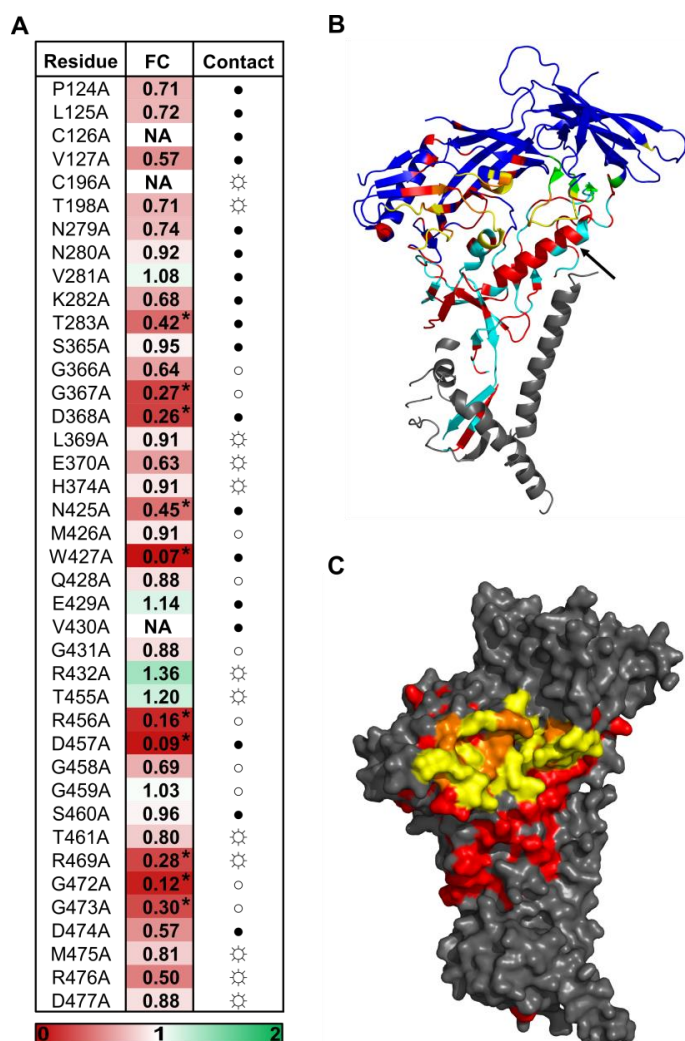 A
B
Residue FC Contact
P124A 0.71 ●
L125A 0.72 ●
C126A NA ●
V127A 0.57 ●
C196A NA ☼
T198A 0.71 ☼
N279A 0.74 ●
N280A 0.92 ●
V281A 1.08 ●
K282A 0.68 ●
T283A 0.42* ●
S365A 0.95 ●
G366A 0.64 ○
G367A 0.27* ○
D368A 0.26* ●
L369A 0.91 ☼
E370A 0.63 ☼
H374A 0.91 ☼
N425A 0.45* ●
M426A 0.91 ○
W427A 0.07* ●
Q428A 0.88 ○
E429A 1.14 ●
V430A NA ●
G431A 0.88 ○
R432A 1.36 ☼
T455A 1.20 ☼
R456A 0.16* ○
D457A 0.09* ●
G458A 0.69 ○
G459A 1.03 ○
S460A 0.96 ●
T461A 0.80 ☼
R469A 0.28* ☼
G472A 0.12* ○
G473A 0.30* ○
D474A 0.57 ●
M475A 0.81 ☼
R476A 0.50 ☼
D477A 0.88 ☼
0 1 2
C